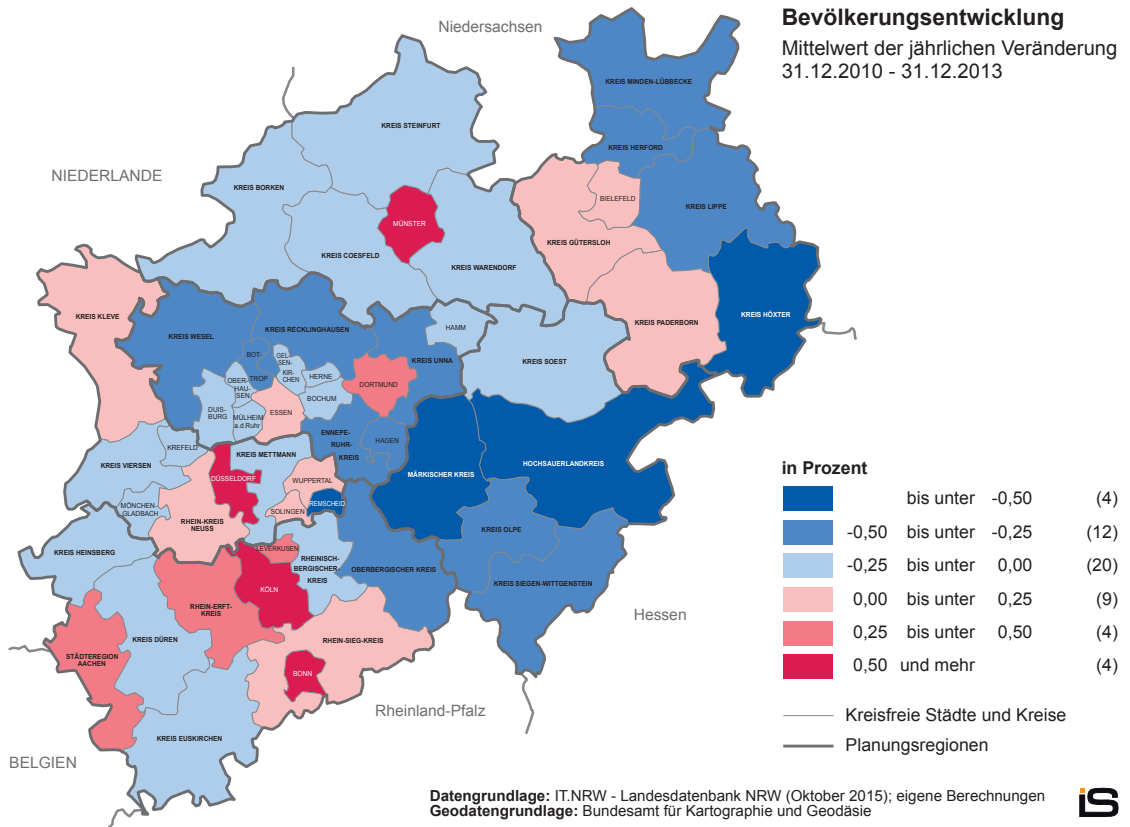 Bevölkerungsentwicklung
Mittelwert der jährlichen Veränderung
31.12.2010 - 31.12.2013
Niedersachsen
NIEDERLANDE
KREIS MINDEN-LÜBBECKE
KREIS STEINFURT
KREIS HERFORD
KREIS BORKEN
BIELEFELD
KREIS LIPPE
MÜNSTER
KREIS GÜTERSLOH
KREIS COESFELD
KREIS WARENDORF
KREIS KLEVE
KREIS HÖXTER
KREIS PADERBORN
KREIS RECKLINGHAUSEN
HAMM
KREIS WESEL
KREIS UNNA
KREIS SOEST
BOT-
TROP
GEL-
SEN-
KIR-
CHEN
HERNE
OBER-
HAU-
SEN
DORTMUND
BOCHUM
DUIS-
BURG
MÜLHEIM
a.d.Ruhr
ESSEN
ENNEPE-
RUHR-
KREIS
HAGEN
KREFELD
KREIS METTMANN
KREIS VIERSEN
HOCHSAUERLANDKREIS
MÄRKISCHER KREIS
DÜSSELDORF
WUPPERTAL
REMSCHEID
SOLINGEN
MÖNCHEN-
GLADBACH
RHEIN-KREIS
NEUSS
KREIS OLPE
KREIS HEINSBERG
LEVERKUSEN
RHEINISCH-
BERGISCHER-
KREIS
OBERBERGISCHER KREIS
KREIS SIEGEN-WITTGENSTEIN
KÖLN
RHEIN-ERFT-
KREIS
Hessen
KREIS DÜREN
RHEIN-SIEG-KREIS
STÄDTEREGION
AACHEN
BONN
Rheinland-Pfalz
KREIS EUSKIRCHEN
BELGIEN
in Prozent
bis unter -0,50 (4)
-0,50 bis unter -0,25 (12)
-0,25 bis unter 0,00 (20)
0,00 bis unter 0,25 (9)
0,25 bis unter 0,50 (4)
0,50 und mehr (4)
Kreisfreie Städte und Kreise
Planungsregionen
Datengrundlage: IT.NRW - Landesdatenbank NRW (Oktober 2015); eigene Berechnungen
Geodatengrundlage: Bundesamt für Kartographie und Geodäsie
iS